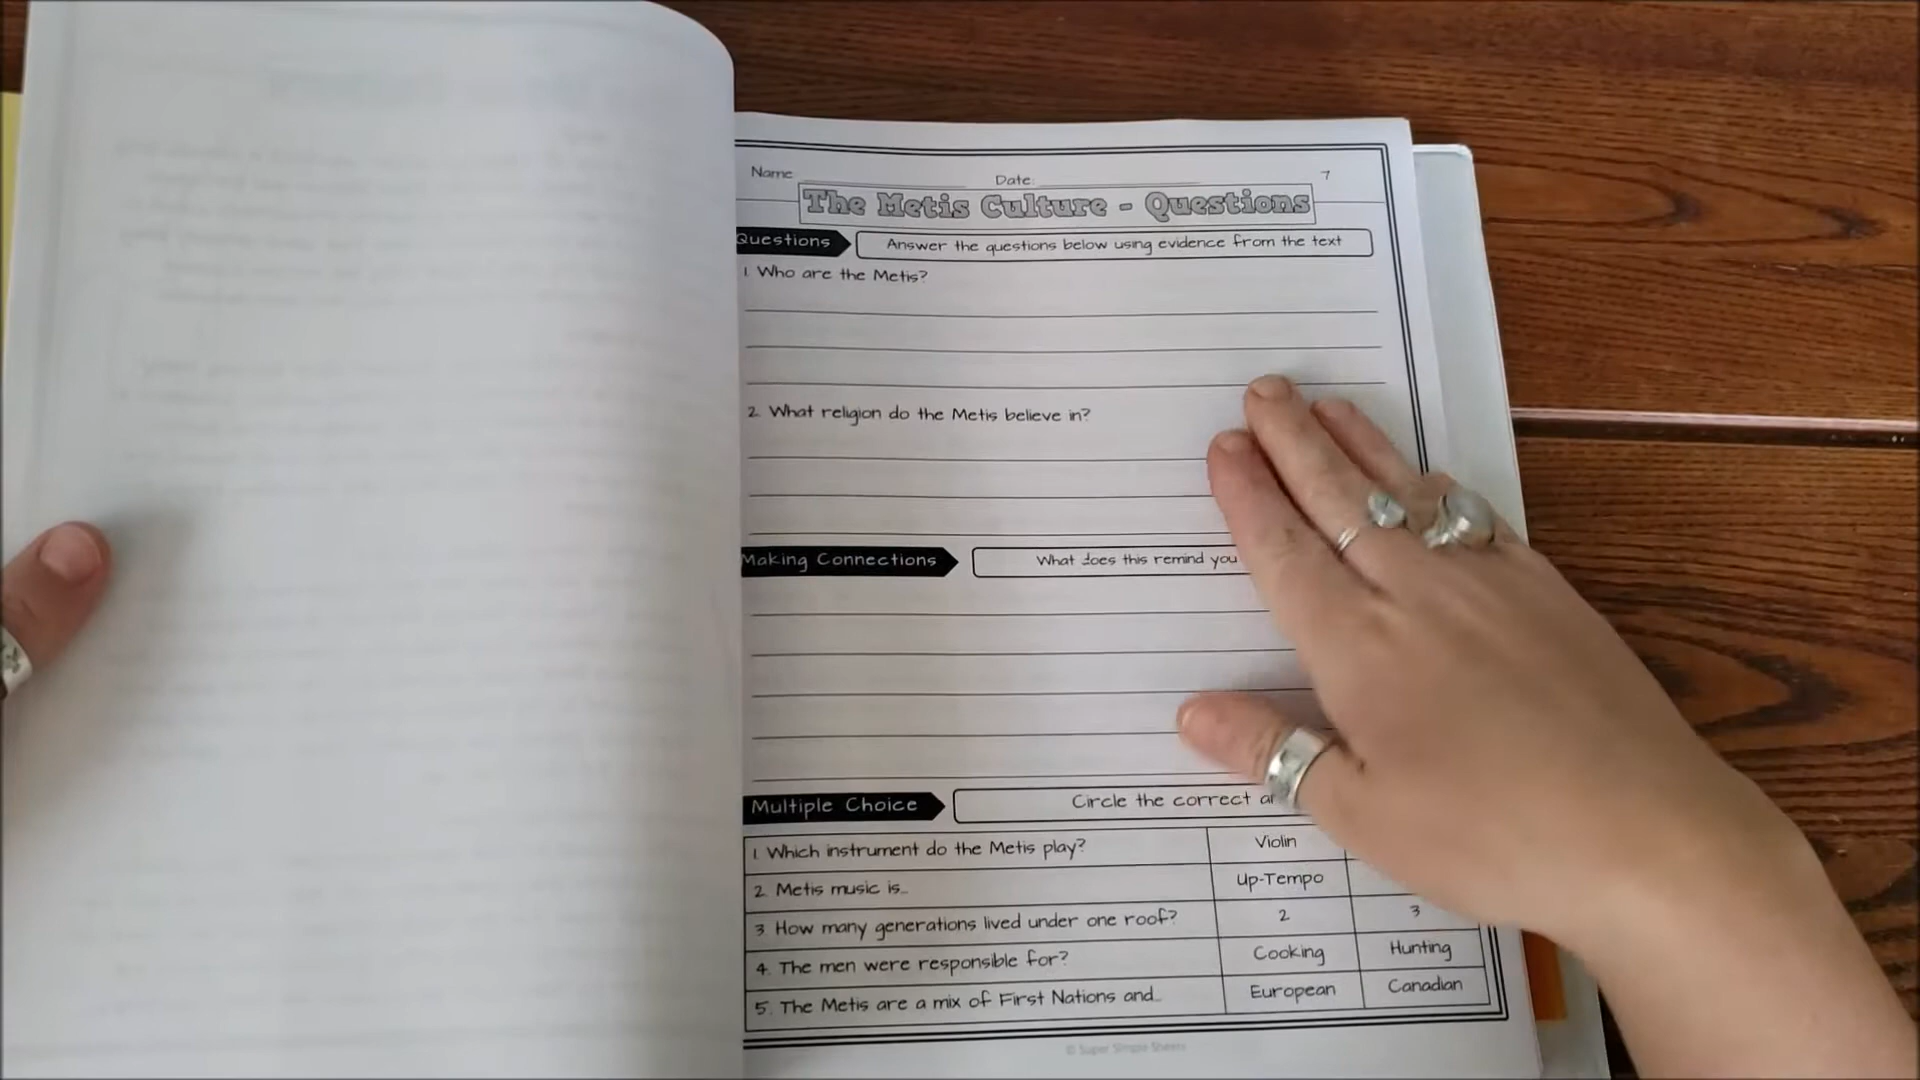 Name Date: 7
The Metis Culture - Questions
Questions Answer the questions below using evidence from the text
1. Who are the Metis?
2. What religion do the Metis believe in?
Making Connections What does this remind you
Multiple Choice Circle the correct
1. Which instrument do the Metis play? Violin
2. Metis music is... Up-Tempo
3. How many generations lived under one roof? 2 3
4. The men were responsible for? Cooking Hunting
5. The Metis are a mix of First Nations and... European Canadian
© Super Simple Sheets